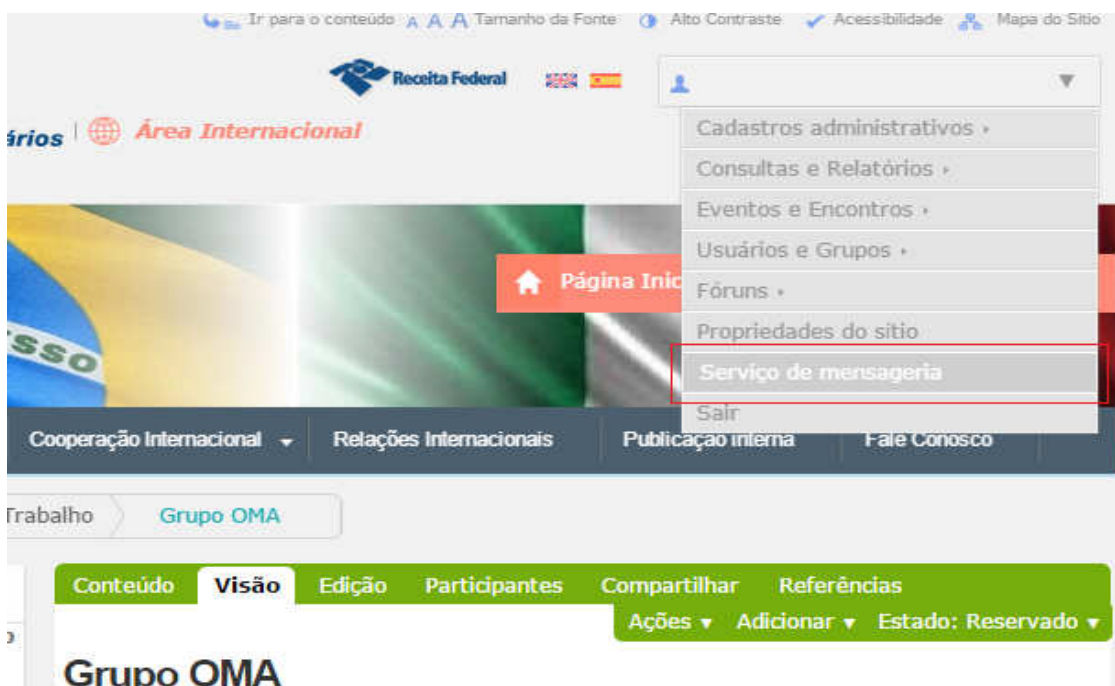 Ir para o conteúdo A A A Tamanho da Fonte Alto Contraste Acessibilidade Mapa do Sítio
Receita Federal
ários Área Internacional
Cadastros administrativos
Consultas e Relatórios
Eventos e Encontros
Usuários e Grupos
Fóruns
Propriedades do sítio
Serviço de mensageria
Sair
Página Inic
SSO
Cooperação Internacional Relações Internacionais Publicação Interna Fale Conosco
Trabalho Grupo OMA
Conteúdo Visão Edição Participantes Compartilhar Referências
Ações Adicionar Estado: Reservado
o
Grupo OMA